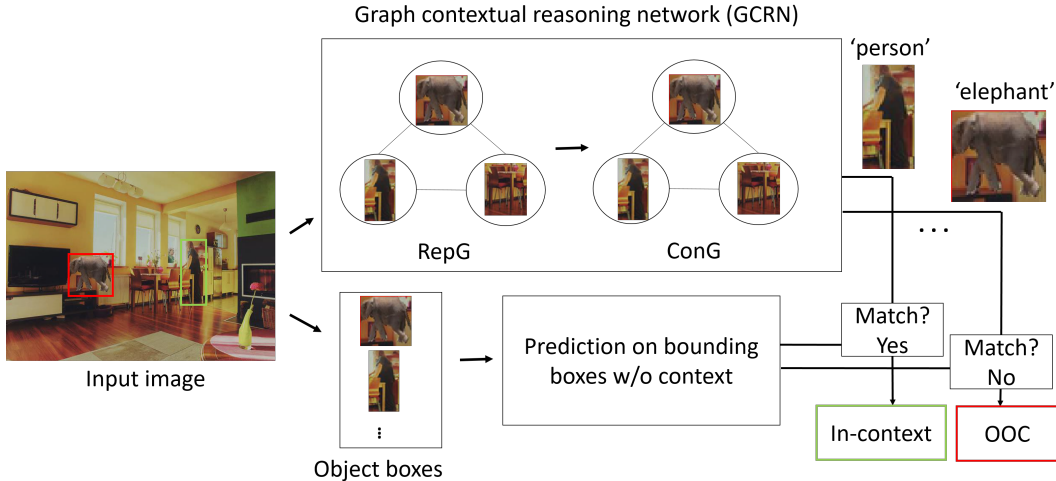 Graph contextual reasoning network (GCRN)
‘person’
‘elephant’
RepG
ConG
...
Input image
Object boxes
Prediction on bounding
boxes w/o context
Match?
Yes
Match?
No
In-context
OOC